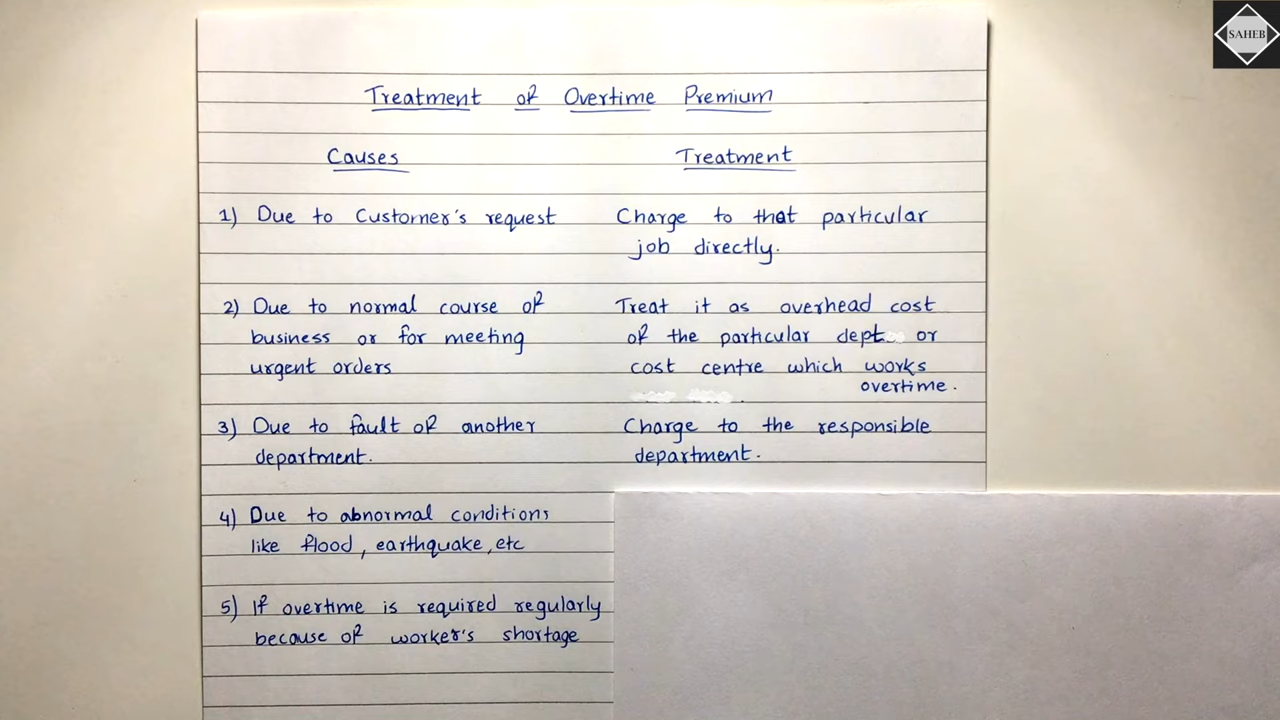 SAHEB
Treatment of Overtime Premium
Causes Treatment
1) Due to Customer's request Charge to that particular
job directly.
2) Due to normal course of Treat it as overhead cost
business or for meeting of the particular dept or
urgent orders cost centre which works
overtime.
3) Due to fault of another Charge to the responsible
department. department.
4) Due to abnormal conditions
like flood, earthquake, etc
5) If overtime is required regularly
because of worker's shortage